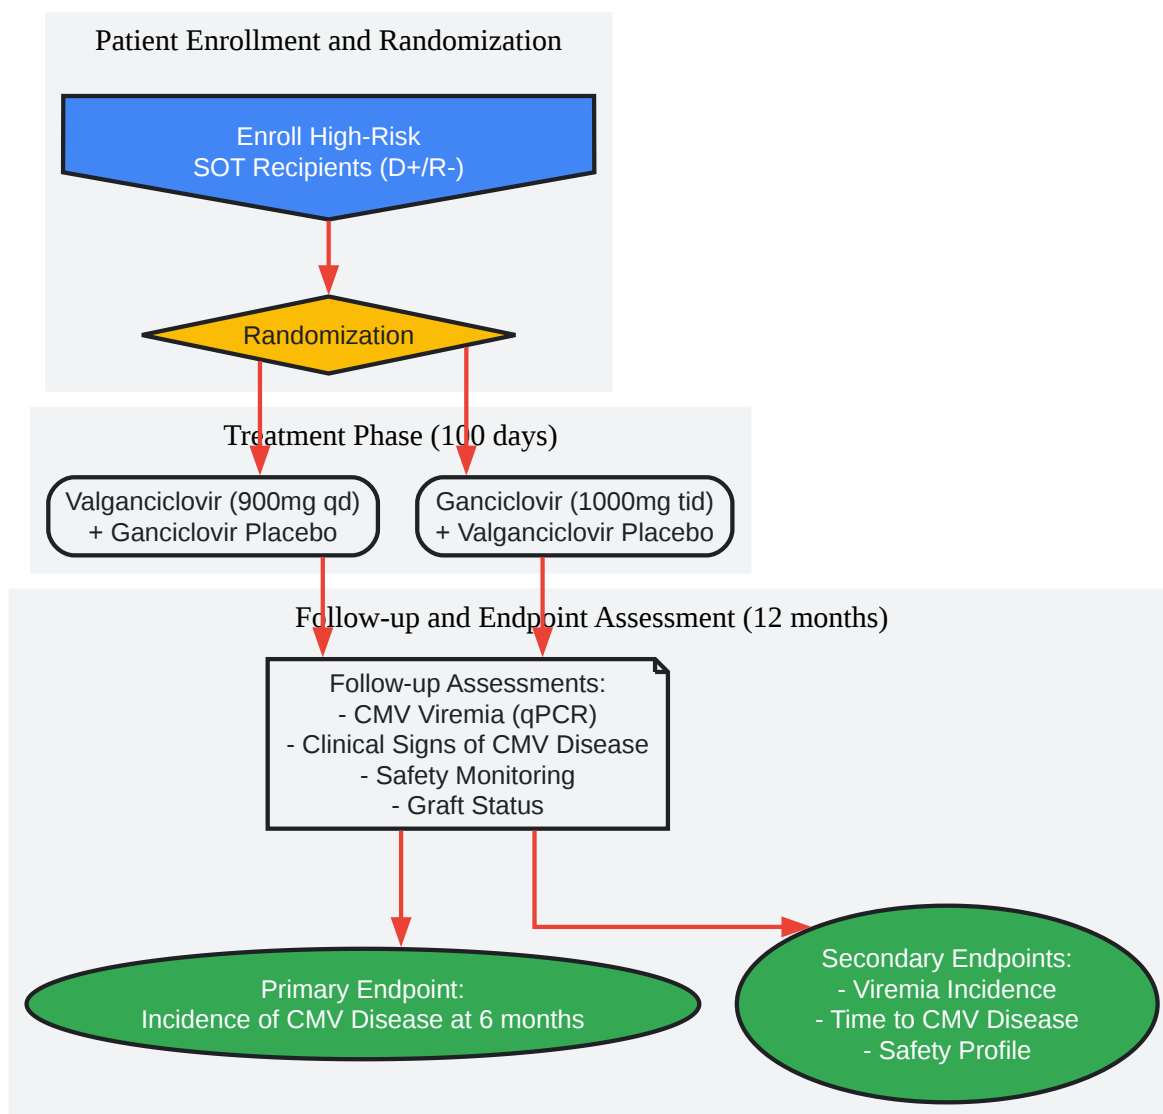 Patient Enrollment and Randomization
Enroll High-Risk
SOT Recipients (D+/R-)
Randomization
Treatment Phase (100 days)
Valganciclovir (900mg qd)
+ Ganciclovir Placebo
Ganciclovir (1000mg tid)
+ Valganciclovir Placebo
Follow-up and Endpoint Assessment (12 months)
Follow-up Assessments:
- CMV Viremia (qPCR)
- Clinical Signs of CMV Disease
- Safety Monitoring
- Graft Status
Primary Endpoint:
Incidence of CMV Disease at 6 months
Secondary Endpoints:
- Viremia Incidence
- Time to CMV Disease
- Safety Profile